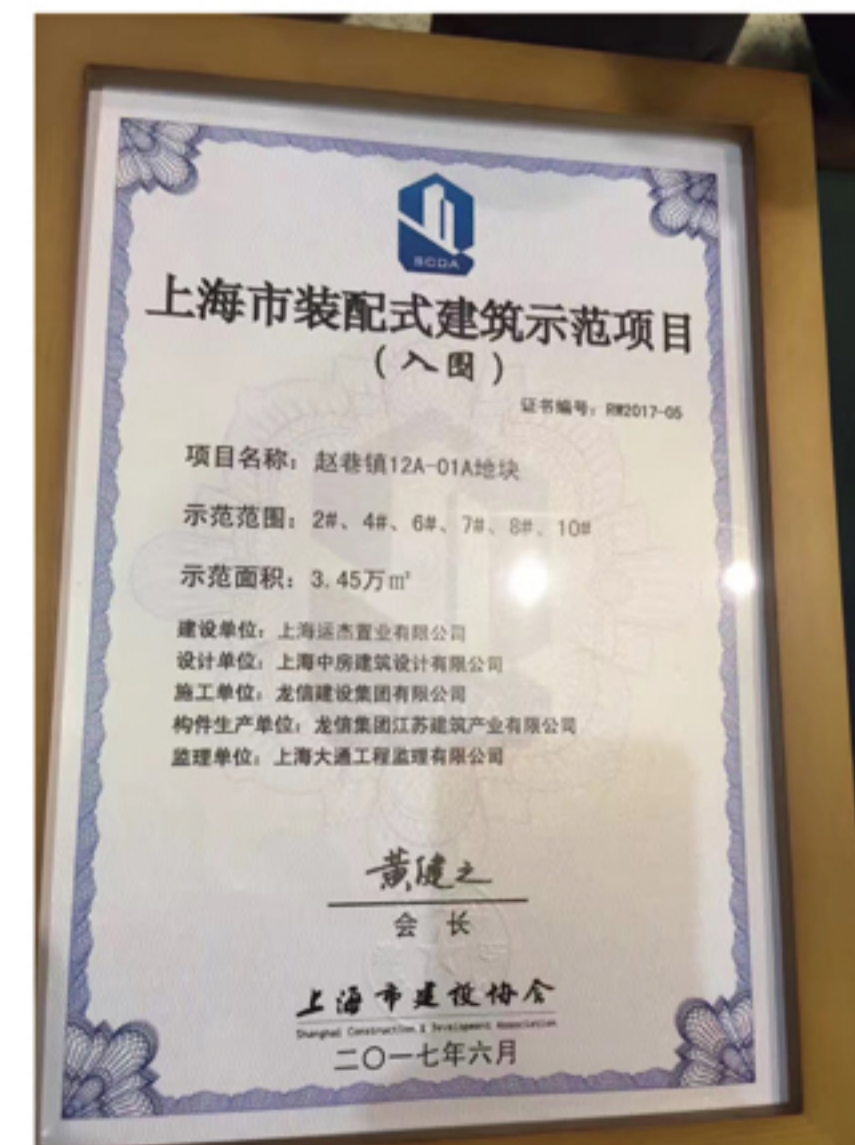 SCDA
上海市装配式建筑示范项目
（入围）
证书编号：RW2017-05
项目名称：赵巷镇12A-01A地块
示范范围：2#、4#、6#、7#、8#、10#
示范面积：3.45万㎡
建设单位：上海运杰置业有限公司
设计单位：上海中房建筑设计有限公司
施工单位：龙信建设集团有限公司
构件生产单位：龙信集团江苏建筑产业有限公司
监理单位：上海大通工程监理有限公司
黄健之
会 长
上海市建设协会
Shanghai Construction & Development Association
二〇一七年六月